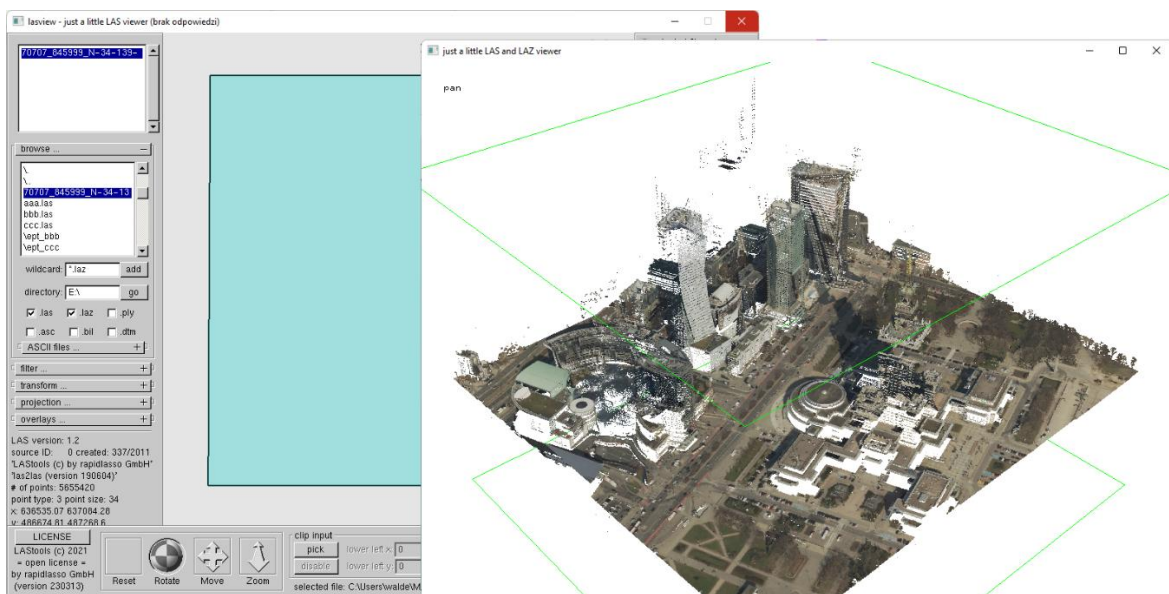 lasview - just a little LAS viewer (brak odpowiedzi)
70707_645999_N-34-139-
browse ...
\.
\..
70707_645999_N-34-13
aaa.las
bbb.las
ccc.las
\ept_bbb
\ept_ccc
wildcard: *.laz add
directory: E:\ go
.las .laz .ply
.asc .bil .dtm
ASCII files ...
filter ...
transform ...
projection ...
overlays ...
LAS version: 1.2
source ID: 0 created: 337/2011
'LAStools (c) by rapidlasso GmbH'
'las2las (version 190604)'
# of points: 5655420
point type: 3 point size: 34
x: 636535.07 637084.28
y: 486674.81 487268.6
LICENSE
LAStools (c) 2021
= open license =
by rapidlasso GmbH
(version 230313)
Reset
Rotate
Move
Zoom
clip input
pick lower left x: 0
disable lower left y: 0
selected file: C:\Users\walde\M
just a little LAS and LAZ viewer
pan